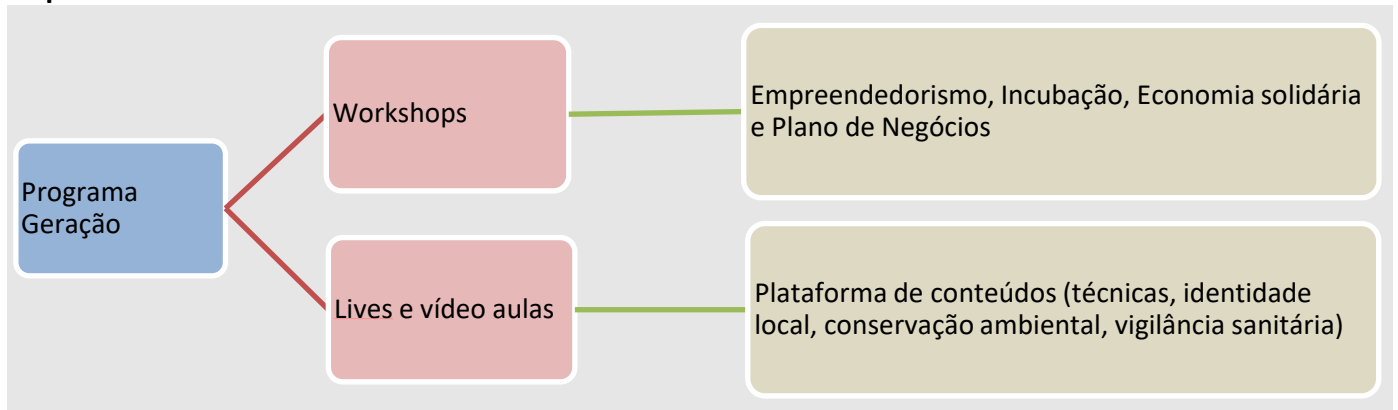 Programa
Geração
Workshops
Empreendedorismo, Incubação, Economia solidária
e Plano de Negócios
Lives e vídeo aulas
Plataforma de conteúdos (técnicas, identidade
local, conservação ambiental, vigilância sanitária)